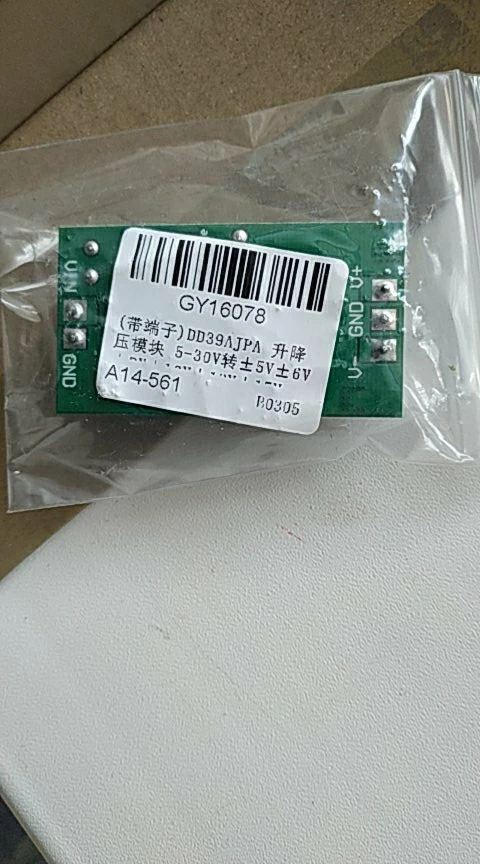 GY16078
(带端子)DD39AJPA 升降
压模块 5-30V转±5V±6V
A14-561
R0305
VIN
GND
V+
GND
V-
e